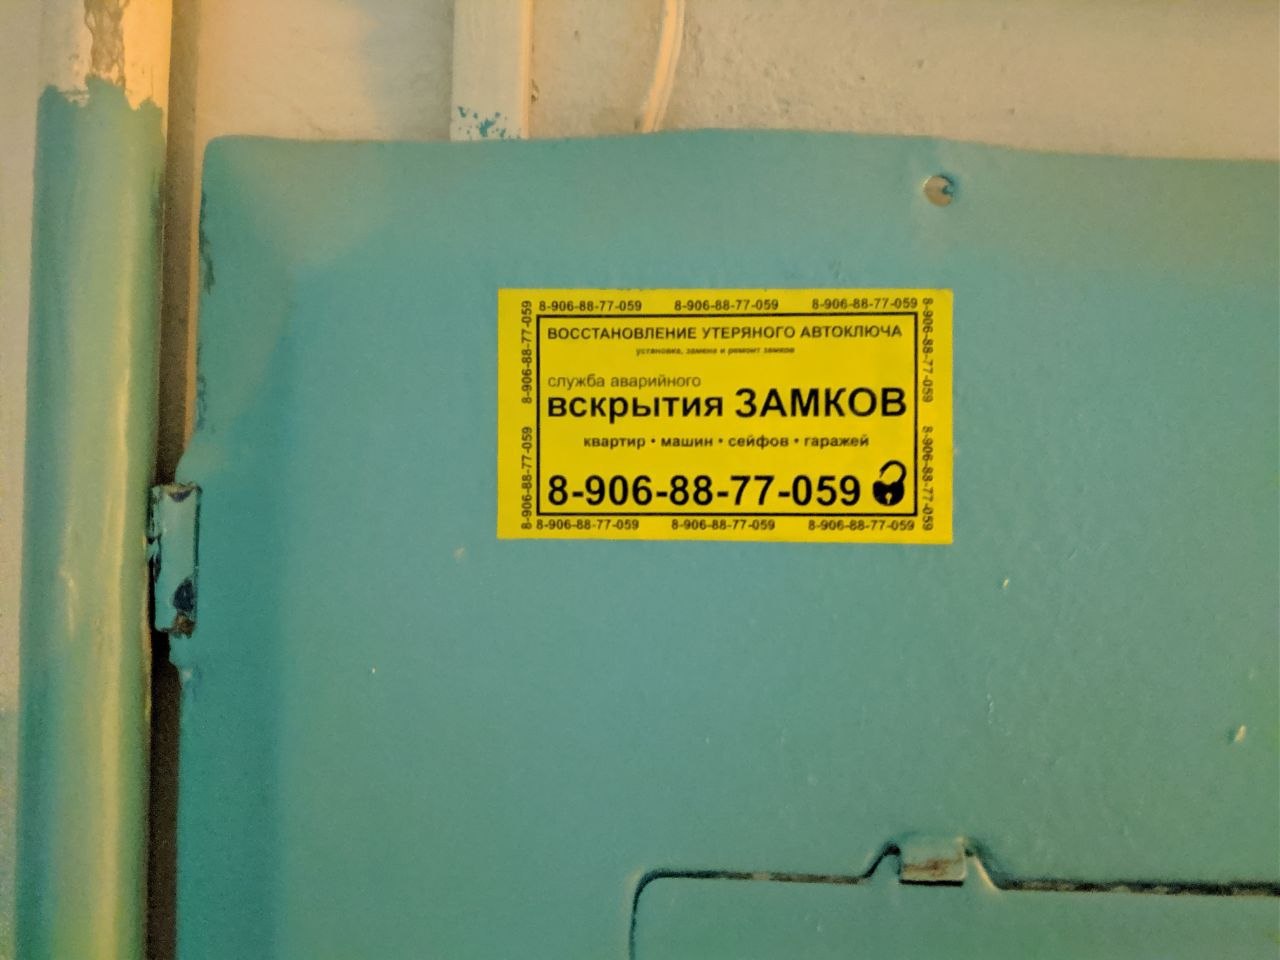 8-906-88-77-059 8-906-88-77-059 8-906-88-77-059
8-906-88-77-059
8-906-88-77-059
ВОССТАНОВЛЕНИЕ УТЕРЯНОГО АВТОКЛЮЧА
установка, замена и ремонт замков
служба аварийного
вскрытия ЗАМКОВ
квартир • машин • сейфов • гаражей
8-906-88-77-059
8-906-88-77-059
8-906-88-77-059
8-906-88-77-059 8-906-88-77-059 8-906-88-77-059